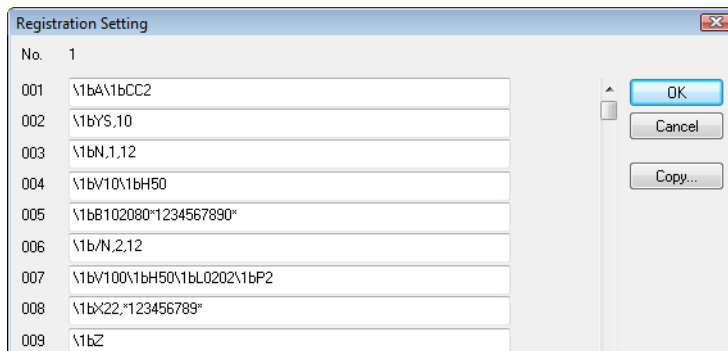 Registration Setting
No. 1
001 \1bA\1bCC2
OK
002 \1bYS,10
Cancel
003 \1bN,1,12
004 \1bV10\1bH50
Copy...
005 \1bB102080*1234567890*
006 \1b/N,2,12
007 \1bV100\1bH50\1bL0202\1bP2
008 \1bX22,*123456789*
009 \1bZ